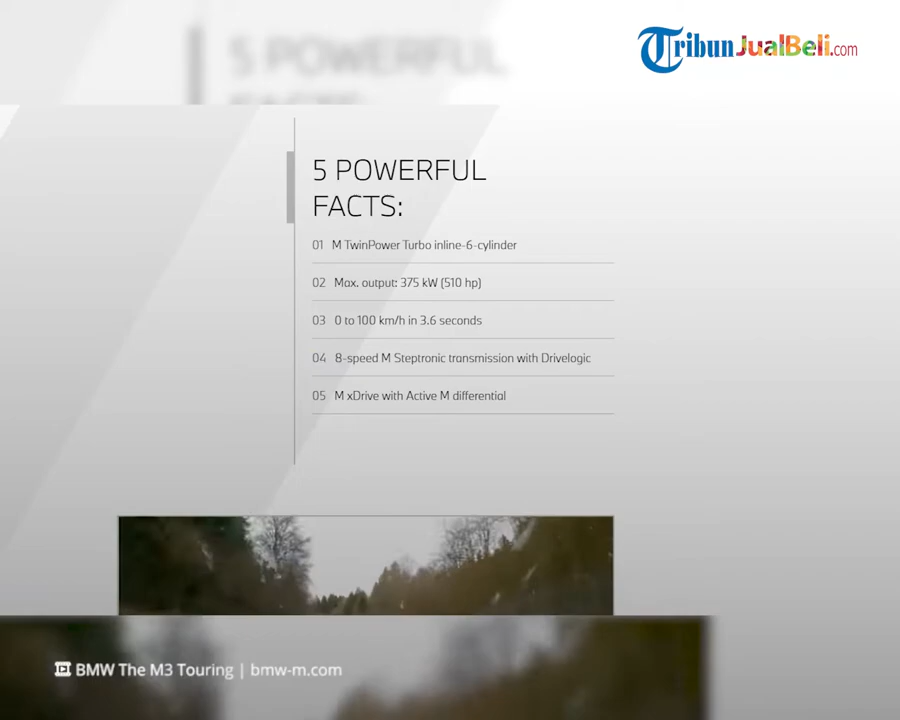 5 POWERFUL
TribunJualBeli.com
5 POWERFUL
FACTS:
01 M TwinPower Turbo inline-6-cylinder
02 Max. output: 375 kW (510 hp)
03 0 to 100 km/h in 3.6 seconds
04 8-speed M Steptronic transmission with Drivelogic
05 M xDrive with Active M differential
BMW The M3 Touring | bmw-m.com